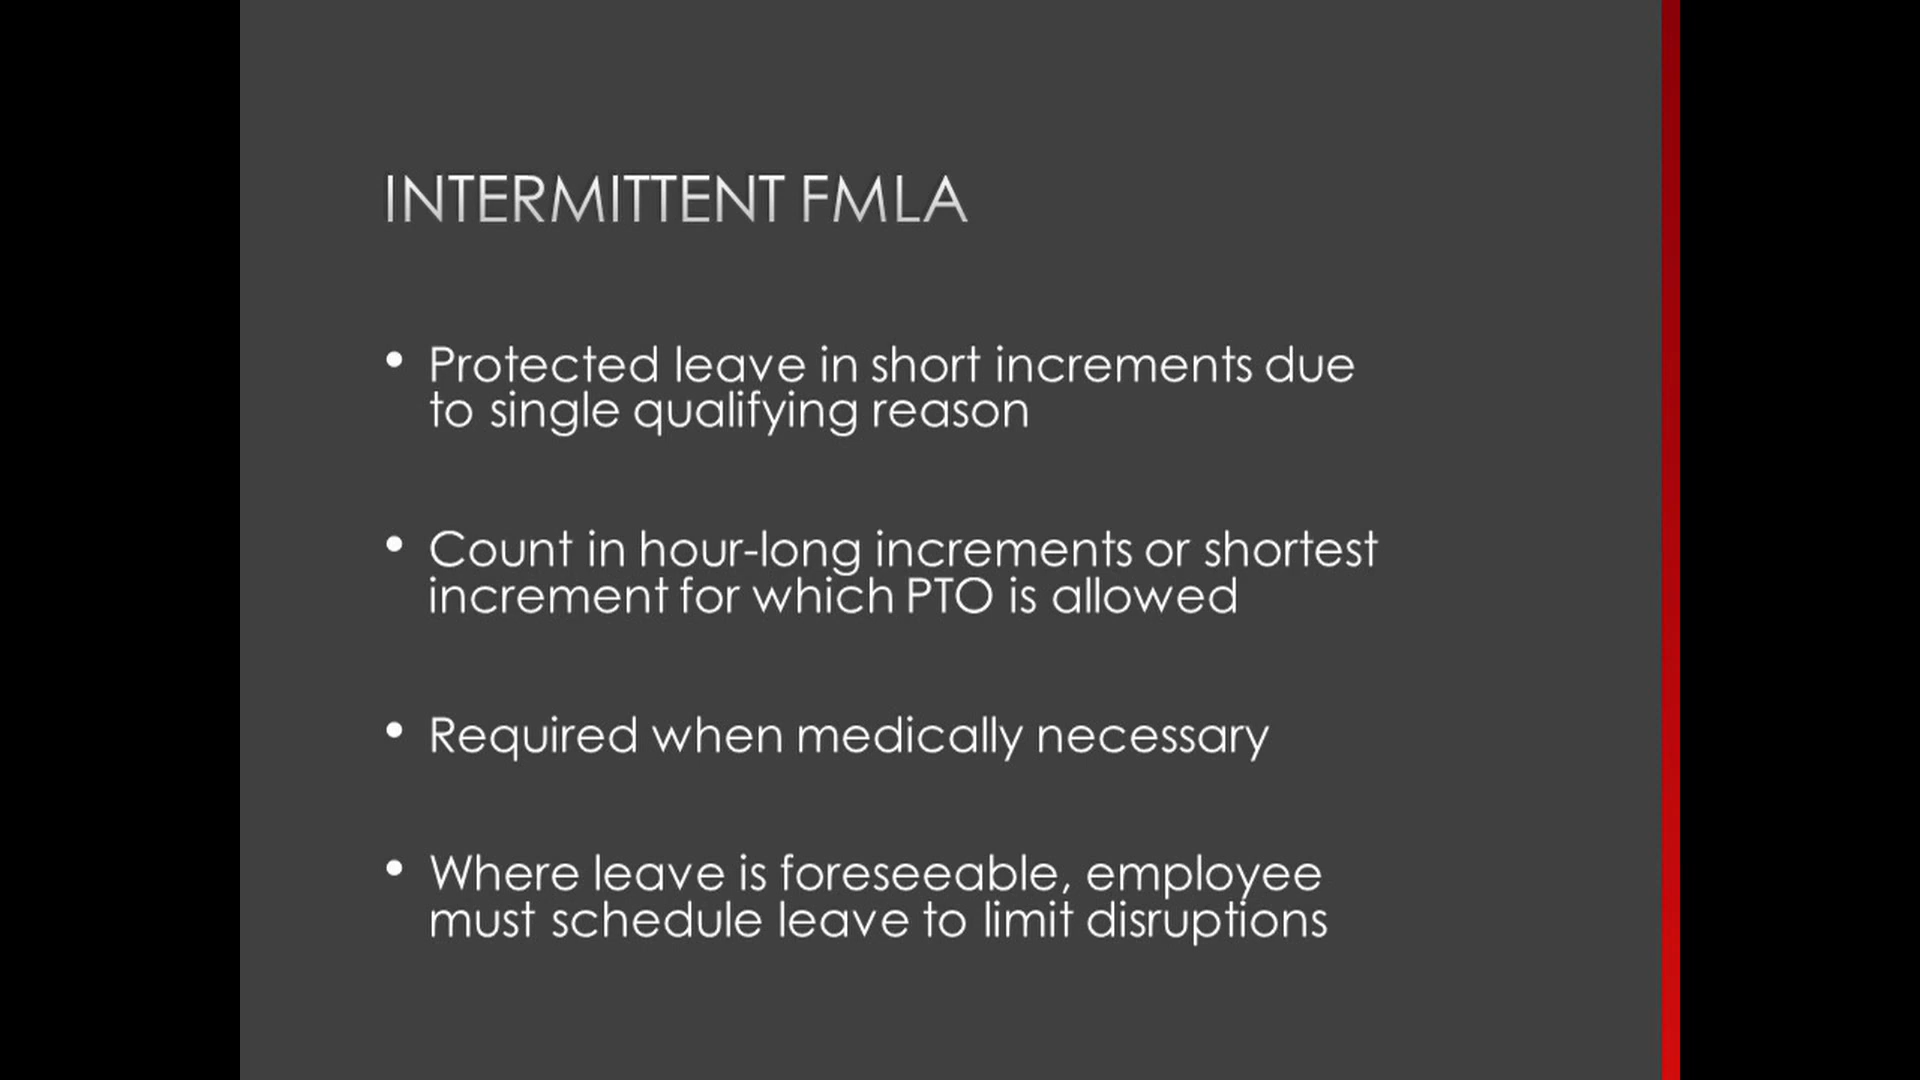 INTERMITTENT FMLA
• Protected leave in short increments due
to single qualifying reason
• Count in hour-long increments or shortest
increment for which PTO is allowed
• Required when medically necessary
• Where leave is foreseeable, employee
must schedule leave to limit disruptions